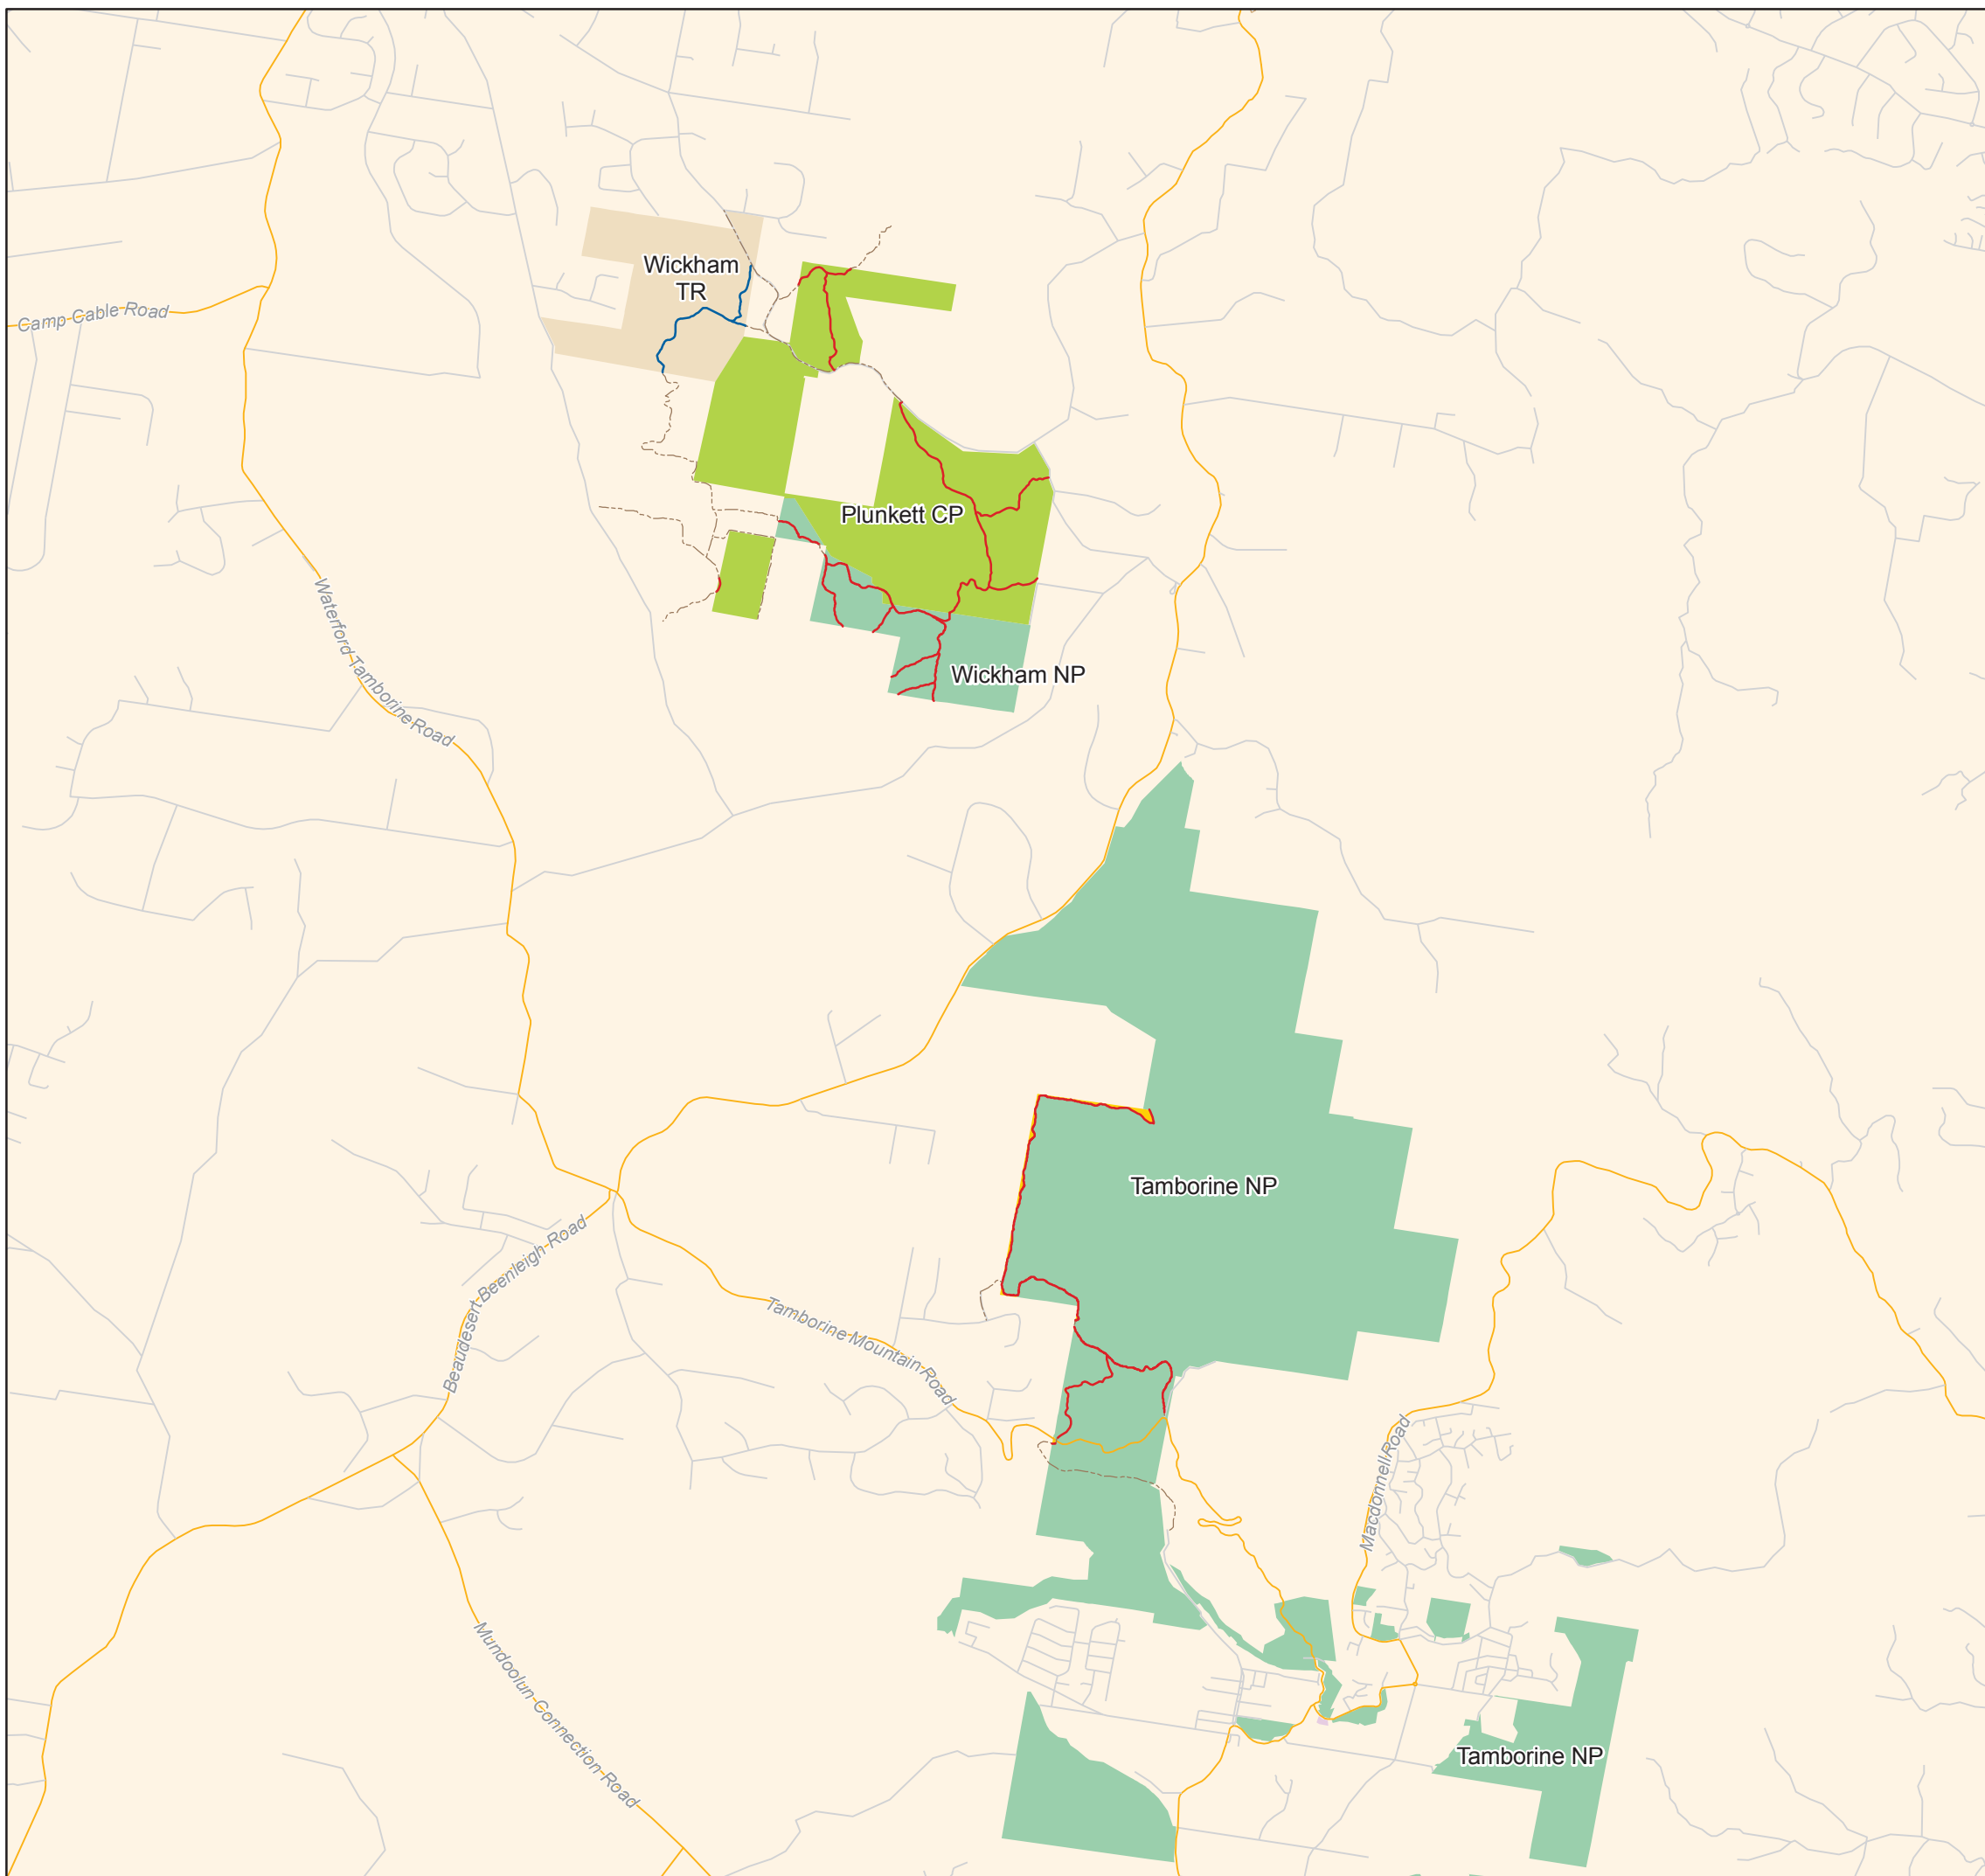 Wickham
TR
Camp Cable Road
Plunkett CP
Waterford Tamborine Road
Wickham NP
Tamborine NP
Beaudesert Beenleigh Road
Tamborine Mountain Road
Macdonnell Road
Mundoolun Connection Road
Tamborine NP